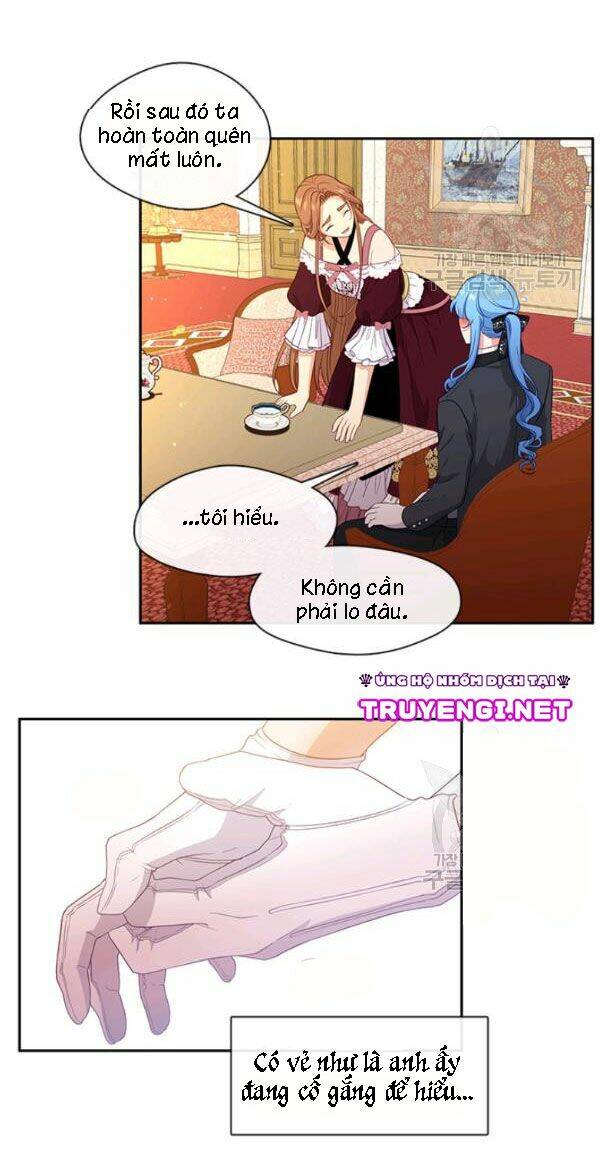 Rồi sau đó ta
hoàn toàn quên
mất luôn.
...tôi hiểu.
Không cần
phải lo đâu.
ỦNG HỘ NHÓM DỊCH TẠI
TRUYENGI.NET
Có vẻ như là anh ấy
đang cố gắng để hiểu...